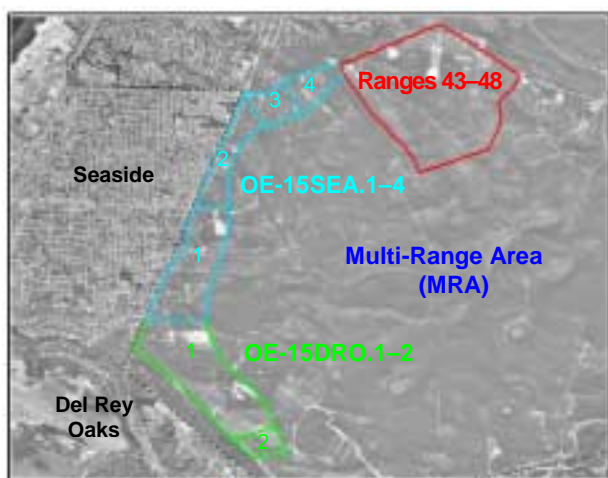 Ranges 43–48
3
4
2
Seaside
OE-15SEA.1–4
1
Multi-Range Area
(MRA)
1
OE-15DRO.1–2
Del Rey
Oaks
2